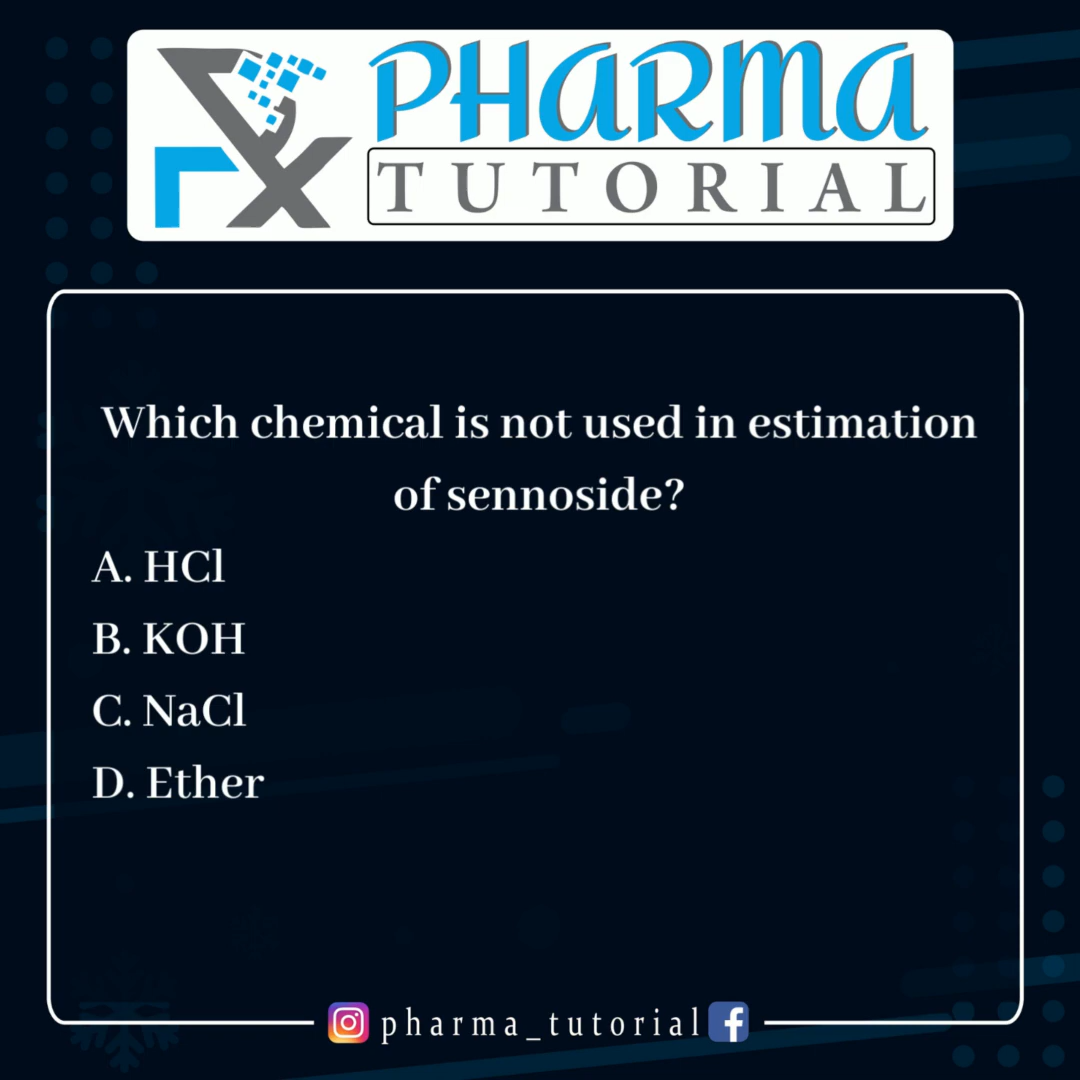 PHARMA
TUTORIAL
Which chemical is not used in estimation
of sennoside?
A. HCl
B. KOH
C. NaCl
D. Ether
pharma_tutorial